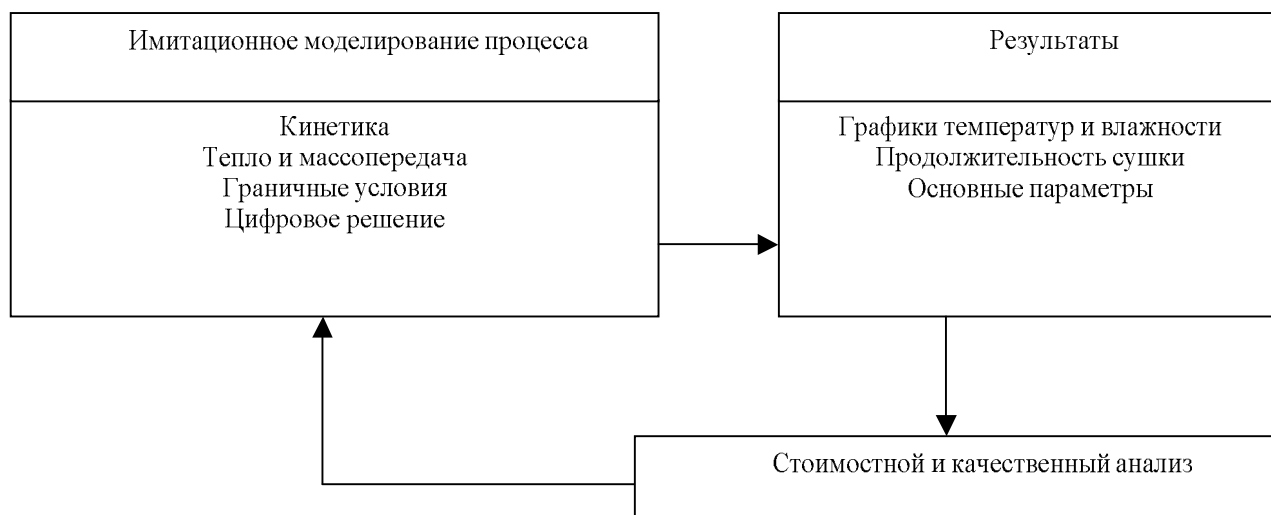 Имитационное моделирование процесса
Кинетика
Тепло и массопередача
Граничные условия
Цифровое решение
Результаты
Графики температур и влажности
Продолжительность сушки
Основные параметры
Стоимостной и качественный анализ